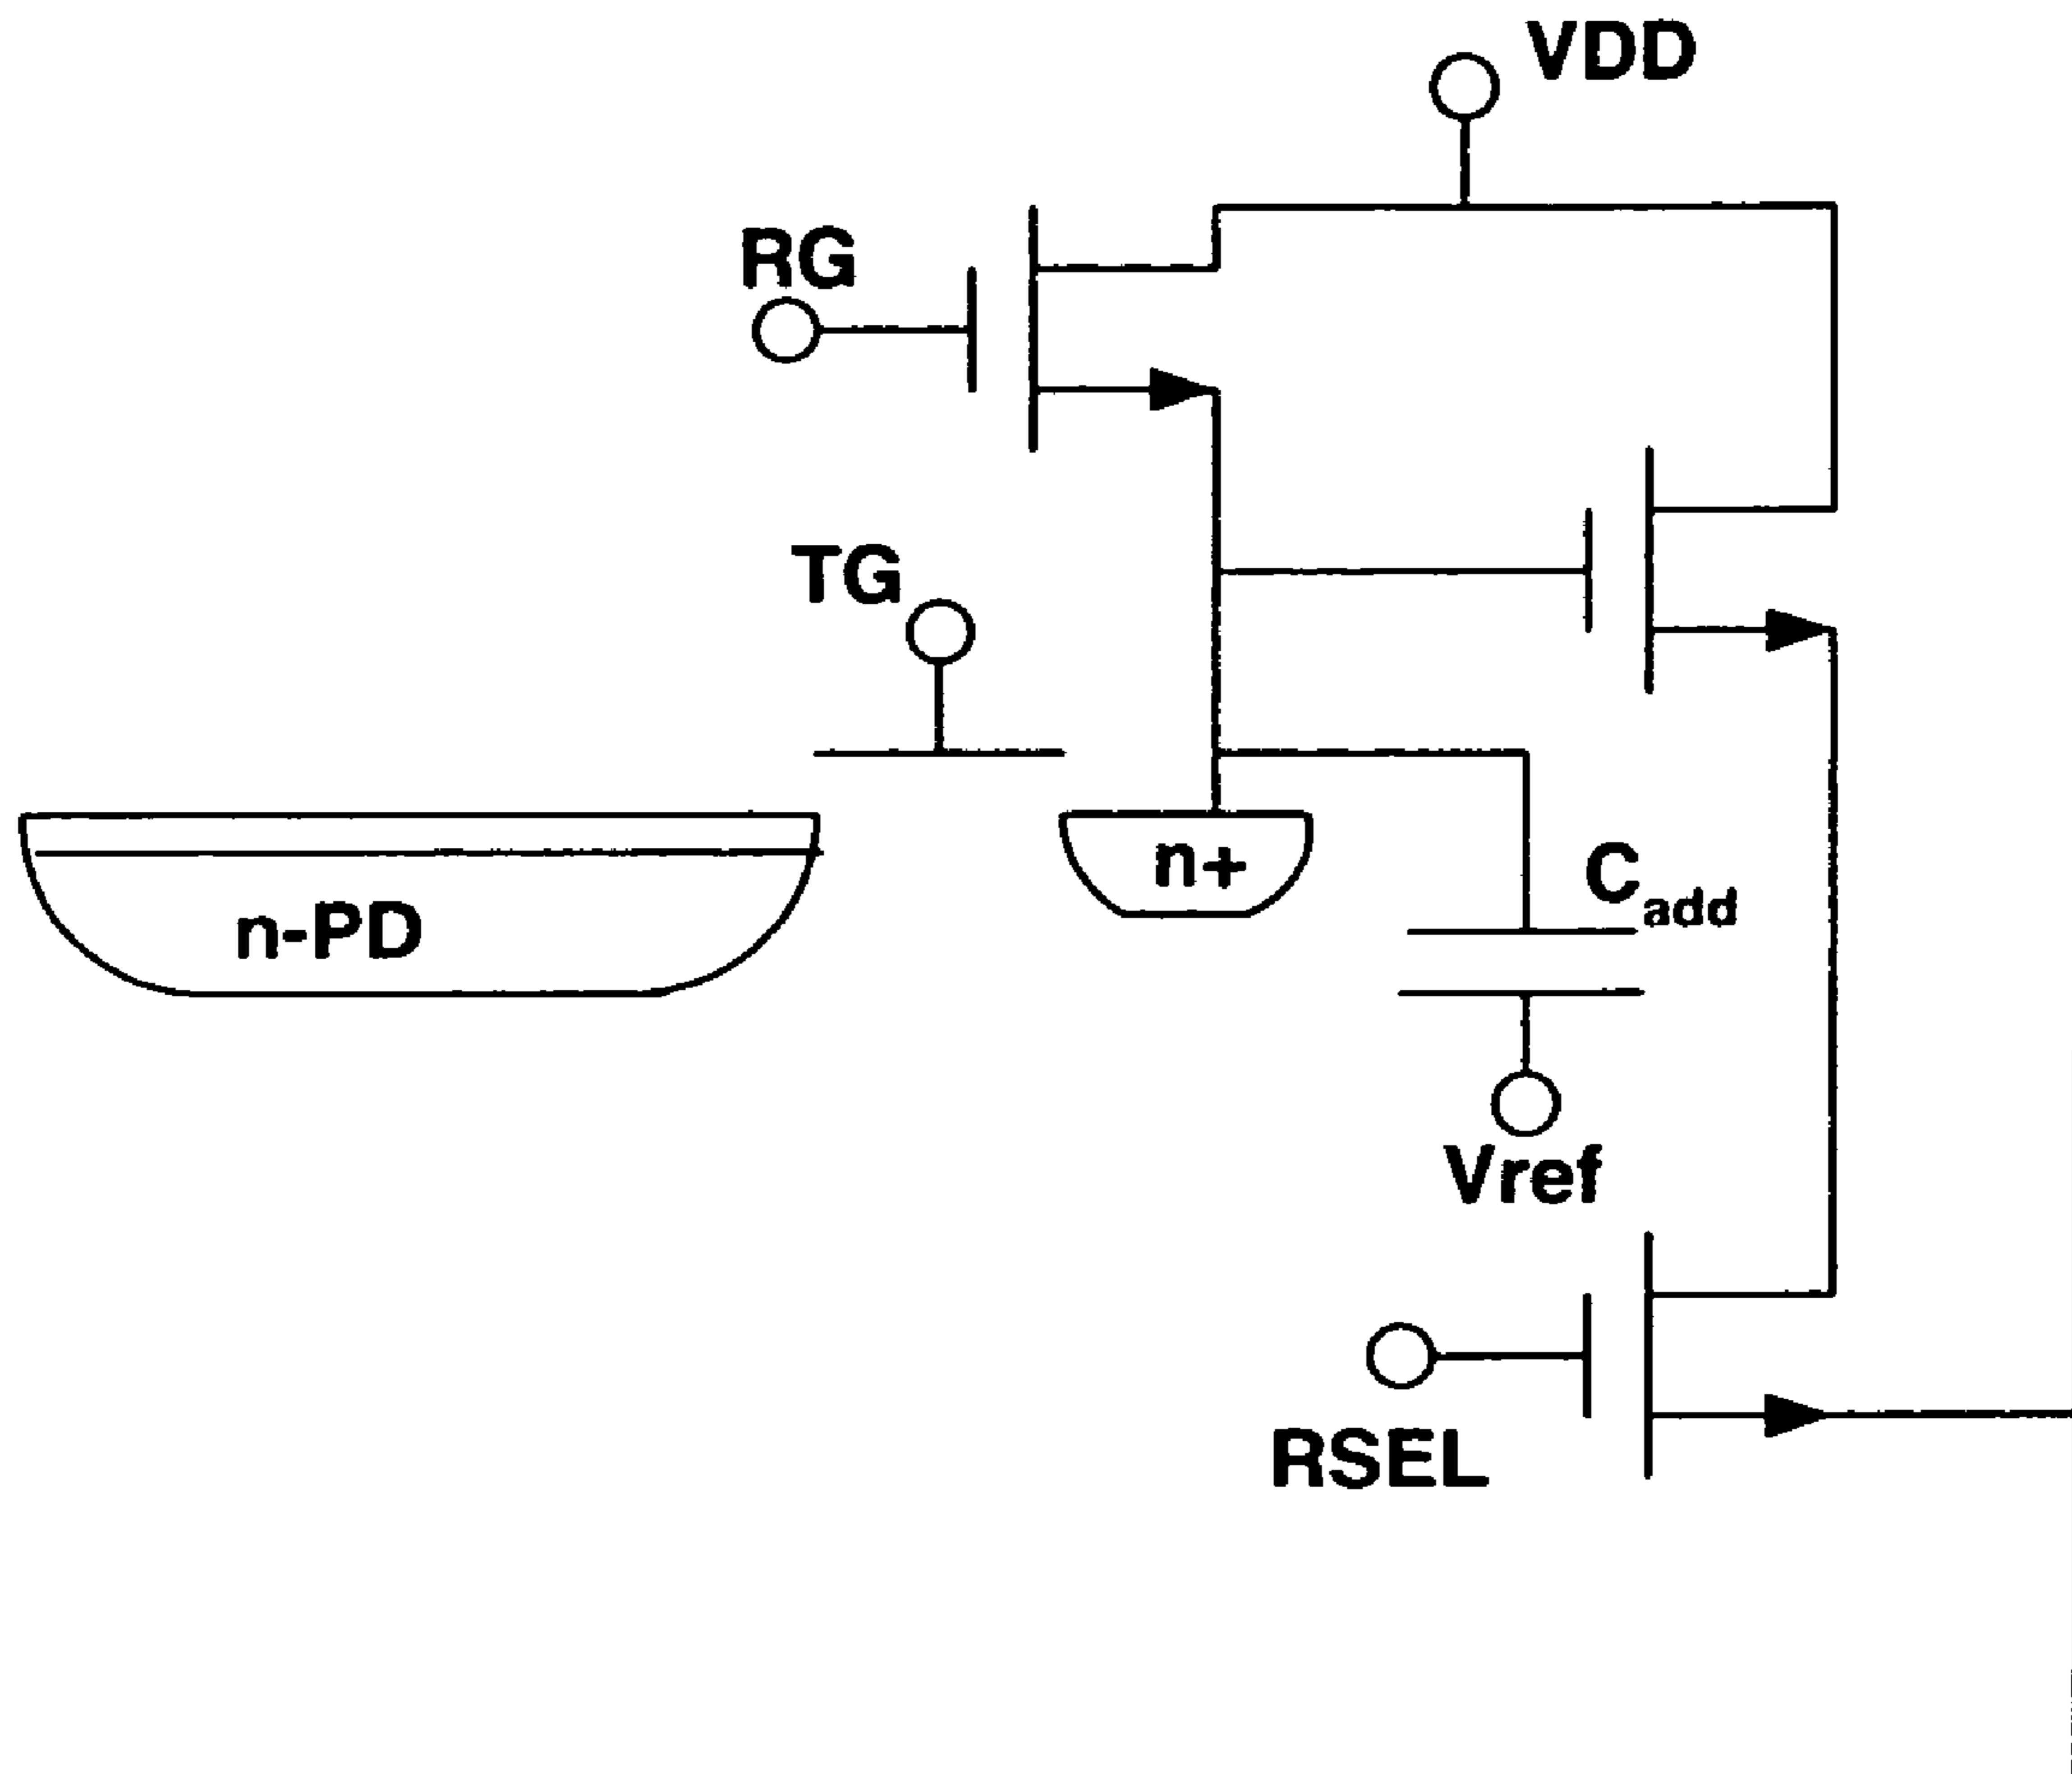 VDD
RG
TG
n+
n-PD
Cadd
Vref
RSEL